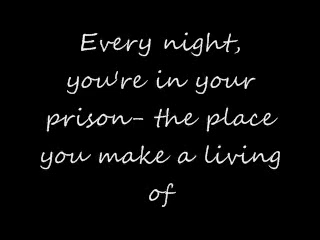 Every night,
you're in your
prison- the place
you make a living
of